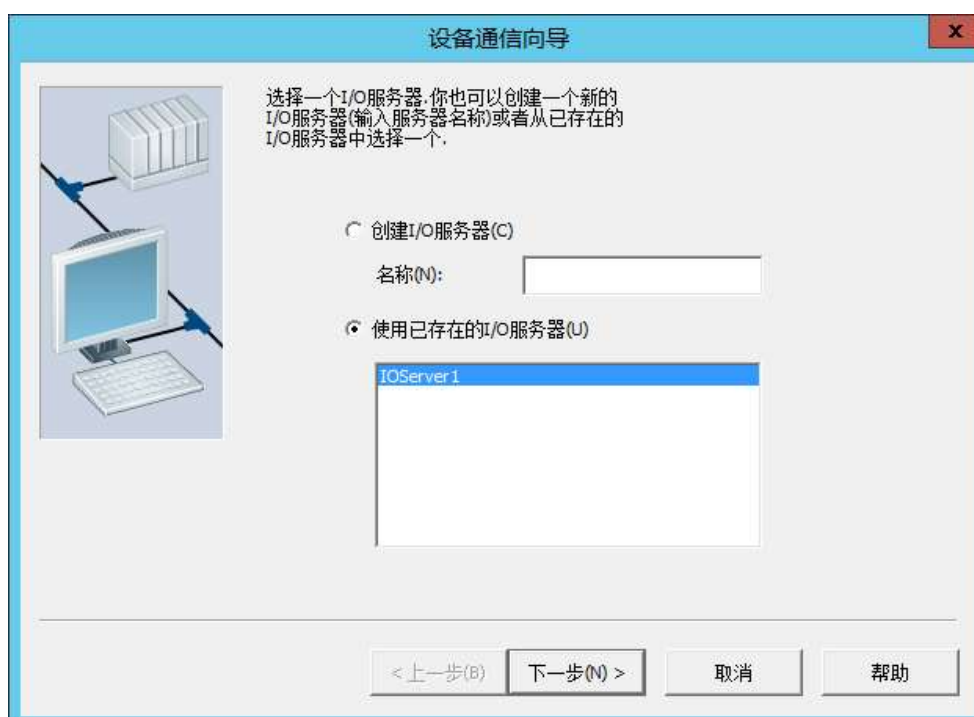 设备通信向导
x
选择一个I/O服务器.你也可以创建一个新的
I/O服务器(输入服务器名称)或者从已存在的
I/O服务器中选择一个.
创建I/O服务器(C)
名称(N):
使用已存在的I/O服务器(U)
IOServer1
<上一步(B) 下一步(N) > 取消 帮助